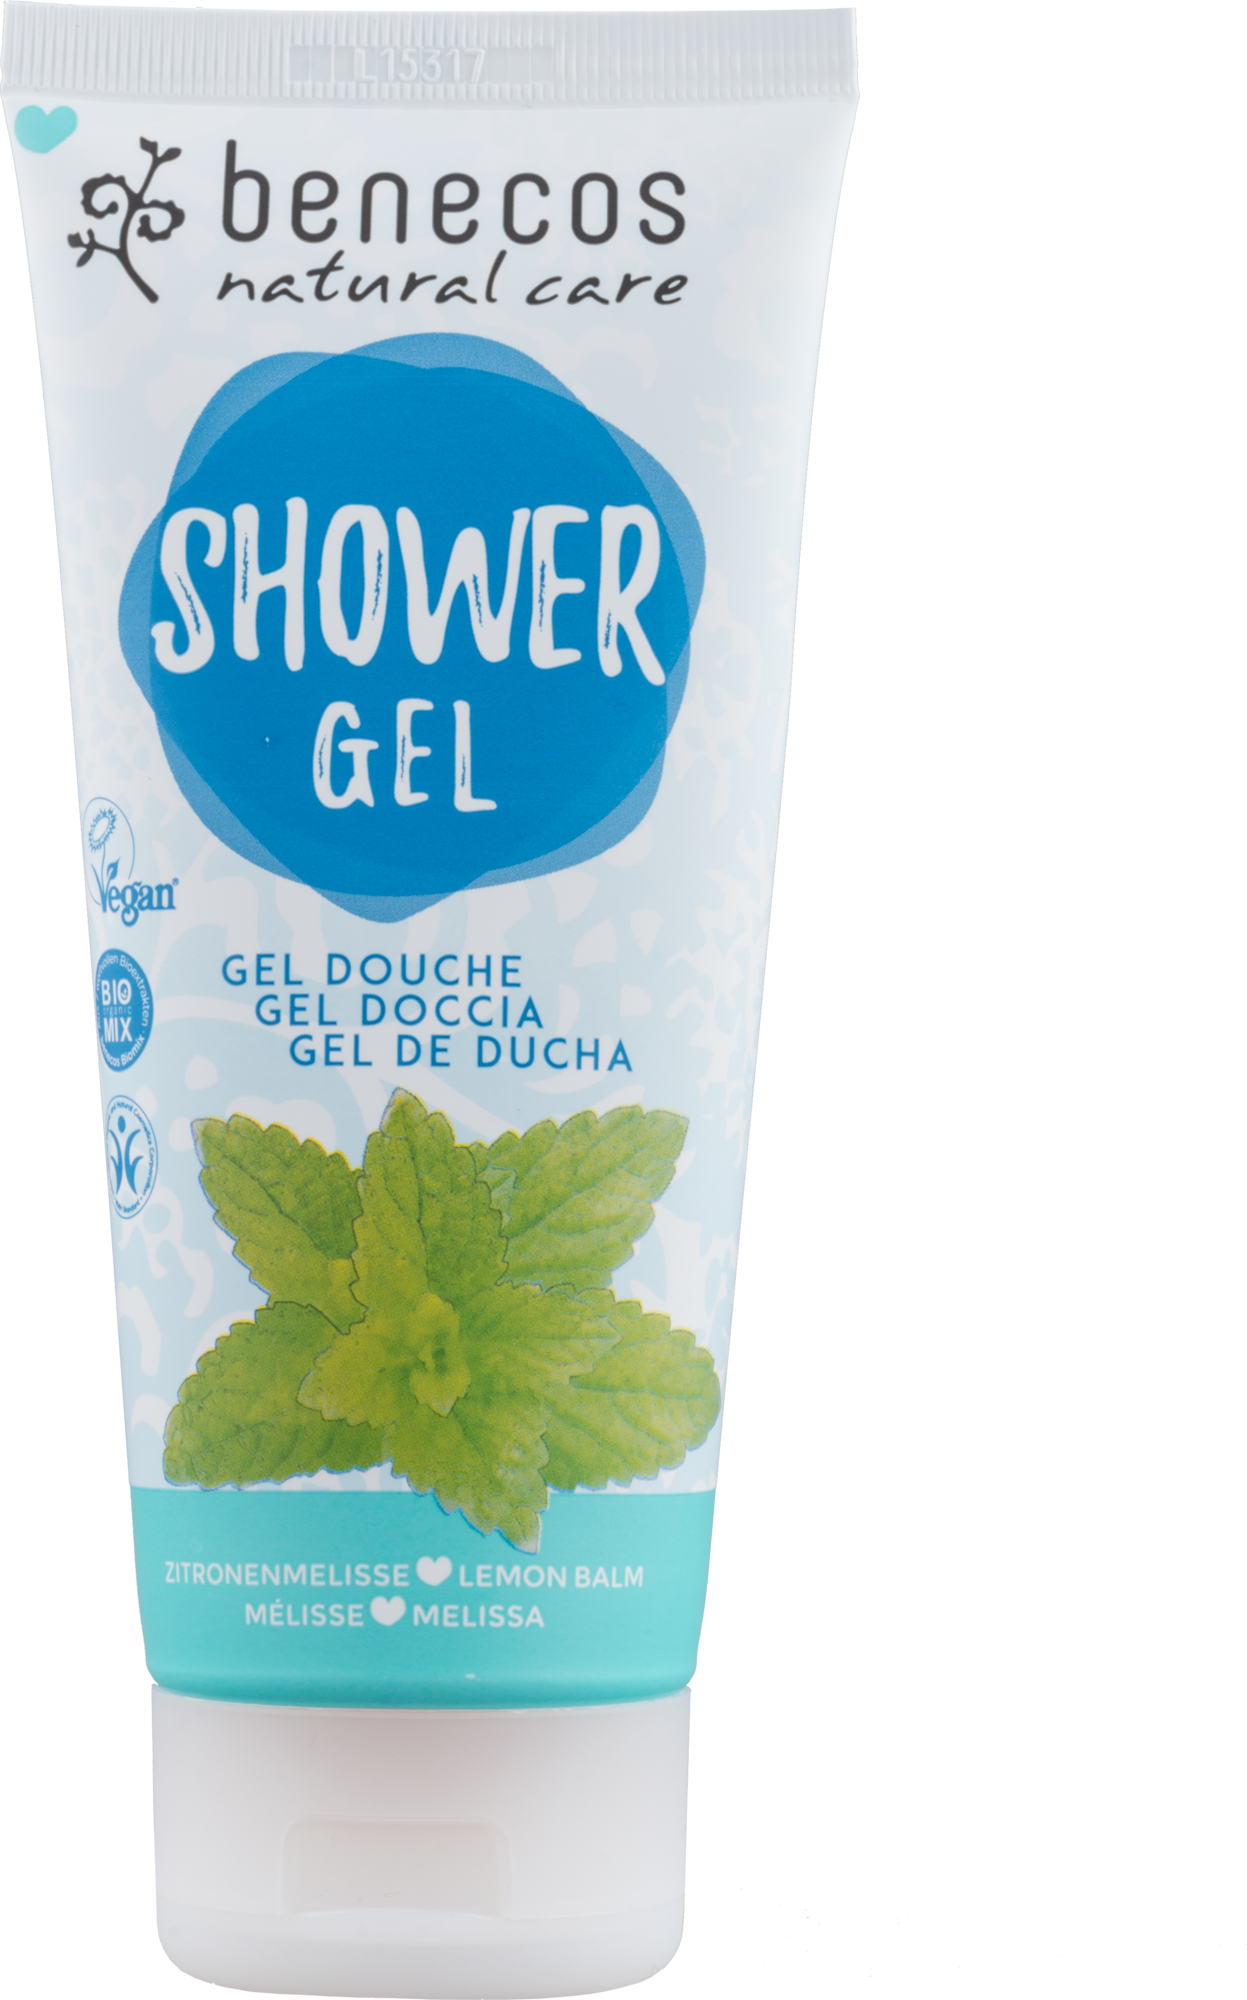 L15317
benecos
natural care
SHOWER
GEL
Vegan
BIO
organic
MIX
GEL DOUCHE
GEL DOCCIA
GEL DE DUCHA
ZITRONENMELISSE LEMON BALM
MÉLISSE MELISSA